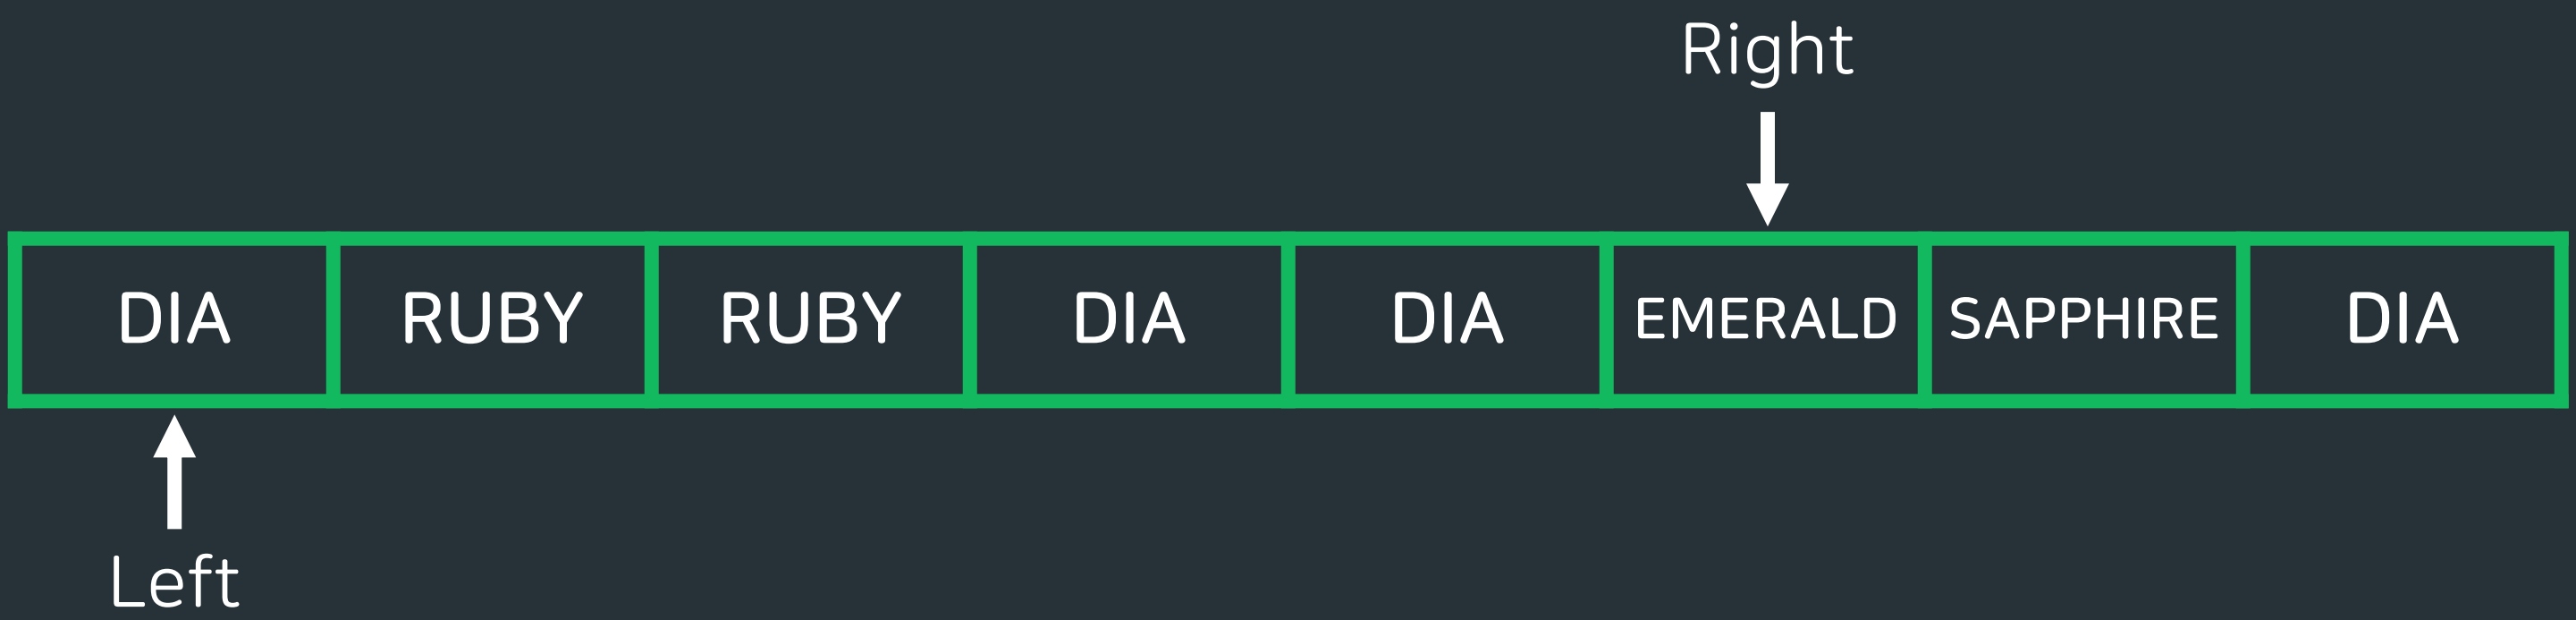 Right
DIA RUBY RUBY DIA DIA EMERALD SAPPHIRE DIA
Left